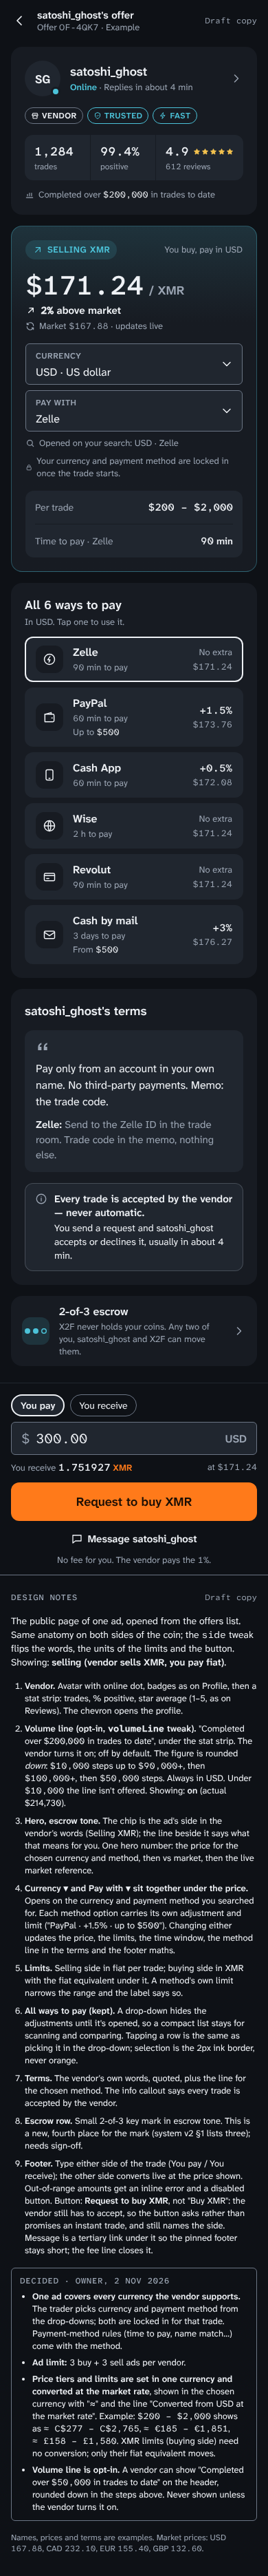 satoshi_ghost's offer
Offer OF-4QK7 · Example
Draft copy
SG
satoshi_ghost
Online · Replies in about 4 min
VENDOR
TRUSTED
FAST
1,284
trades
99.4%
positive
4.9 ★★★★★
612 reviews
Completed over $200,000 in trades to date
SELLING XMR
You buy, pay in USD
$171.24 / XMR
2% above market
Market $167.88 · updates live
CURRENCY
USD · US dollar
PAY WITH
Zelle
Opened on your search: USD · Zelle
Your currency and payment method are locked in
once the trade starts.
Per trade
$200 – $2,000
Time to pay · Zelle
90 min
All 6 ways to pay
In USD. Tap one to use it.
Zelle
90 min to pay
No extra
$171.24
PayPal
60 min to pay
Up to $500
+1.5%
$173.76
Cash App
60 min to pay
+0.5%
$172.08
Wise
2 h to pay
No extra
$171.24
Revolut
90 min to pay
No extra
$171.24
Cash by mail
3 days to pay
From $500
+3%
$176.27
satoshi_ghost's terms
“
Pay only from an account in your own
name. No third-party payments. Memo:
the trade code.
Zelle: Send to the Zelle ID in the trade
room. Trade code in the memo, nothing
else.
Every trade is accepted by the vendor
— never automatic.
You send a request and satoshi_ghost
accepts or declines it, usually in about 4
min.
2-of-3 escrow
X2F never holds your coins. Any two of
you, satoshi_ghost and X2F can move
them.
You pay
You receive
$ 300.00
USD
You receive 1.751927 XMR
at $171.24
Request to buy XMR
Message satoshi_ghost
No fee for you. The vendor pays the 1%.
DESIGN NOTES
Draft copy
The public page of one ad, opened from the offers list.
Same anatomy on both sides of the coin; the side tweak
flips the words, the units of the limits and the button.
Showing: selling (vendor sells XMR, you pay fiat).
1. Vendor. Avatar with online dot, badges as on Profile, then a
stat strip: trades, % positive, star average (1–5, as on
Reviews). The chevron opens the profile.
2. Volume line (opt-in, volumeLine tweak). "Completed
over $200,000 in trades to date", under the stat strip. The
vendor turns it on; off by default. The figure is rounded
down: $10,000 steps up to $90,000+, then
$100,000+, then $50,000 steps. Always in USD. Under
$10,000 the line isn't offered. Showing: on (actual
$214,730).
3. Hero, escrow tone. The chip is the ad's side in the
vendor's words (Selling XMR); the line beside it says what
that means for you. One hero number: the price for the
chosen currency and method, then vs market, then the live
market reference.
4. Currency ▾ and Pay with ▾ sit together under the price.
Opens on the currency and payment method you searched
for. Each method option carries its own adjustment and
limit ("PayPal · +1.5% · up to $500"). Changing either
updates the price, the limits, the time window, the method
line in the terms and the footer maths.
5. Limits. Selling side in fiat per trade; buying side in XMR
with the fiat equivalent under it. A method's own limit
narrows the range and the label says so.
6. All ways to pay (kept). A drop-down hides the
adjustments until it's opened, so a compact list stays for
scanning and comparing. Tapping a row is the same as
picking it in the drop-down; selection is the 2px ink border,
never orange.
7. Terms. The vendor's own words, quoted, plus the line for
the chosen method. The info callout says every trade is
accepted by the vendor.
8. Escrow row. Small 2-of-3 key mark in escrow tone. This is
a new, fourth place for the mark (system v2 §1 lists three);
needs sign-off.
9. Footer. Type either side of the trade (You pay / You
receive); the other side converts live at the price shown.
Out-of-range amounts get an inline error and a disabled
button. Button: Request to buy XMR, not "Buy XMR": the
vendor still has to accept, so the button asks rather than
promises an instant trade, and still names the side.
Message is a tertiary link under it so the pinned footer
stays short; the fee line closes it.
DECIDED · OWNER, 2 NOV 2026
• One ad covers every currency the vendor supports.
The trader picks currency and payment method from
the drop-downs; both are locked in for that trade.
Payment-method rules (time to pay, name match…)
come with the method.
• Ad limit: 3 buy + 3 sell ads per vendor.
• Price tiers and limits are set in one currency and
converted at the market rate, shown in the chosen
currency with "≈" and the line "Converted from USD at
the market rate". Example: $200 – $2,000 shows
as ≈ C$277 – C$2,765, ≈ €185 – €1,851,
≈ £158 – £1,580. XMR limits (buying side) need
no conversion; only their fiat equivalent moves.
• Volume line is opt-in. A vendor can show "Completed
over $50,000 in trades to date" on the header,
rounded down in the steps above. Never shown unless
the vendor turns it on.
Names, prices and terms are examples. Market prices: USD
167.88, CAD 232.10, EUR 155.40, GBP 132.60.